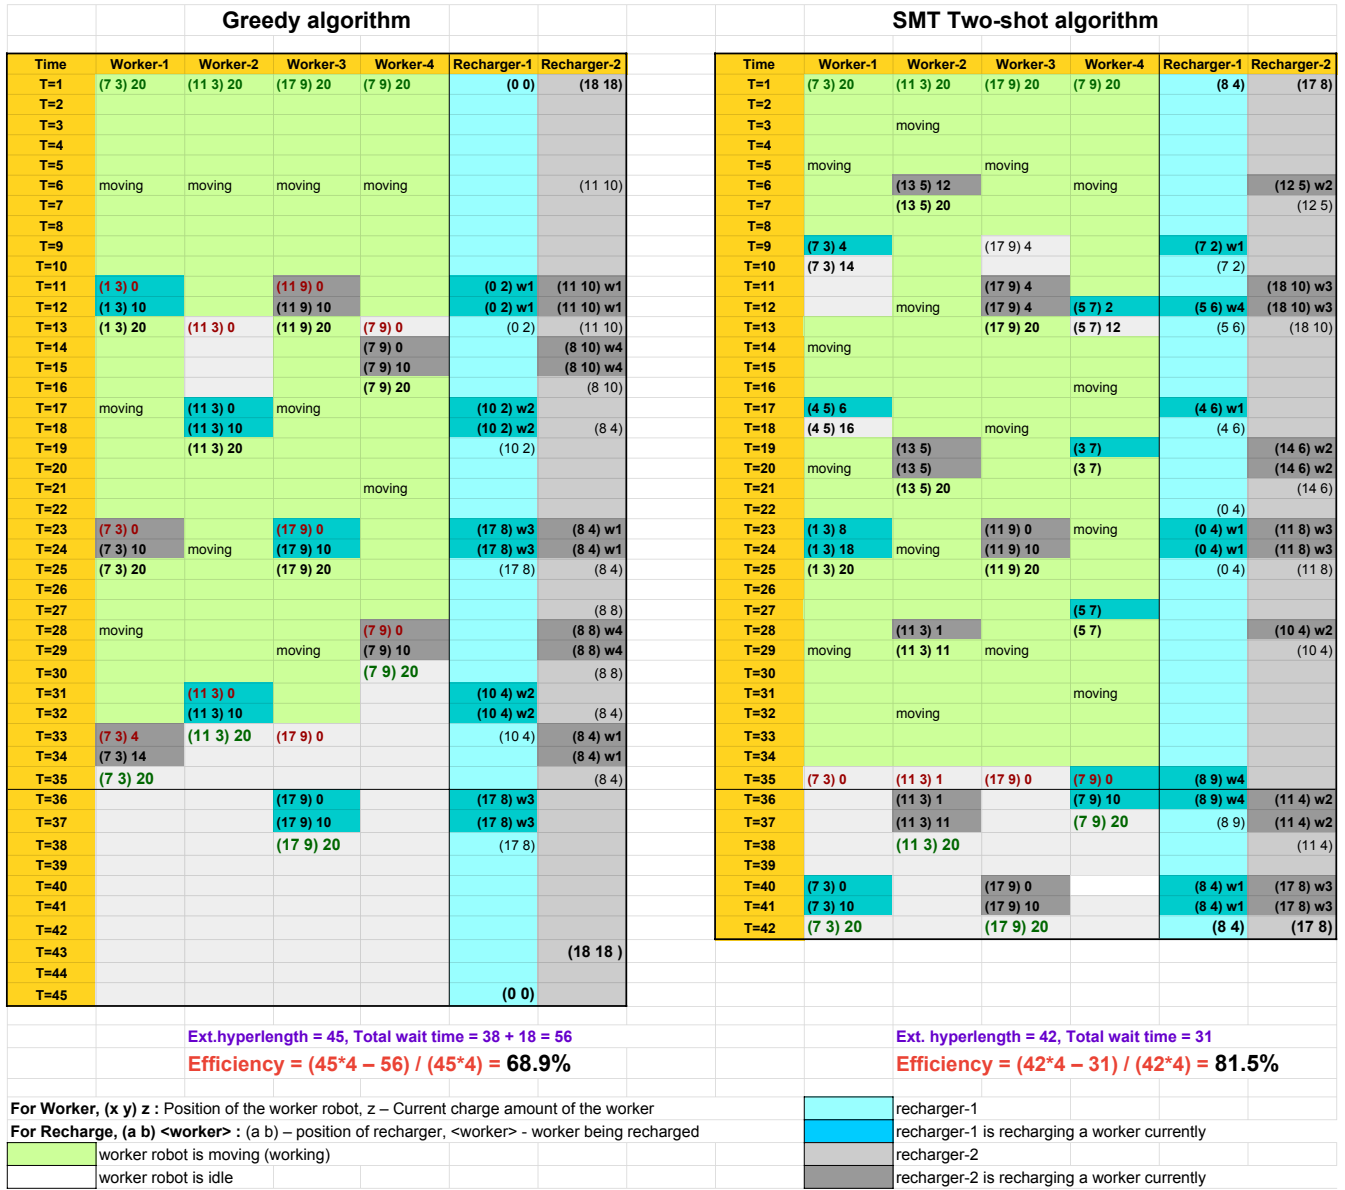 Greedy algorithm
SMT Two-shot algorithm
Time Worker-1 Worker-2 Worker-3 Worker-4 Recharger-1 Recharger-2
T=1 (7 3) 20 (11 3) 20 (17 9) 20 (7 9) 20 (0 0) (18 18)
T=2
T=3
T=4
T=5
T=6 moving moving moving moving (11 10)
T=7
T=8
T=9
T=10
T=11 (1 3) 0 (11 9) 0 (0 2) w1 (11 10) w1
T=12 (1 3) 10 (11 9) 10 (0 2) w1 (11 10) w1
T=13 (1 3) 20 (11 3) 0 (11 9) 20 (7 9) 0 (0 2) (11 10)
T=14 (7 9) 0 (8 10) w4
T=15 (7 9) 10 (8 10) w4
T=16 (7 9) 20 (8 10)
T=17 moving (11 3) 0 moving (10 2) w2
T=18 (11 3) 10 (10 2) w2 (8 4)
T=19 (11 3) 20 (10 2)
T=20
T=21 moving
T=22
T=23 (7 3) 0 (17 9) 0 (17 8) w3 (8 4) w1
T=24 (7 3) 10 moving (17 9) 10 (17 8) w3 (8 4) w1
T=25 (7 3) 20 (17 9) 20 (17 8) (8 4)
T=26
T=27 (8 8)
T=28 moving (7 9) 0 (8 8) w4
T=29 moving (7 9) 10 (8 8) w4
T=30 (7 9) 20 (8 8)
T=31 (11 3) 0 (10 4) w2
T=32 (11 3) 10 (10 4) w2 (8 4)
T=33 (7 3) 4 (11 3) 20 (17 9) 0 (10 4) (8 4) w1
T=34 (7 3) 14 (8 4) w1
T=35 (7 3) 20 (8 4)
T=36 (17 9) 0 (17 8) w3
T=37 (17 9) 10 (17 8) w3
T=38 (17 9) 20 (17 8)
T=39
T=40
T=41
T=42
T=43 (18 18 )
T=44
T=45 (0 0)
Ext.hyperlength = 45, Total wait time = 38 + 18 = 56
Efficiency = (45*4 – 56) / (45*4) = 68.9%
Time Worker-1 Worker-2 Worker-3 Worker-4 Recharger-1 Recharger-2
T=1 (7 3) 20 (11 3) 20 (17 9) 20 (7 9) 20 (8 4) (17 8)
T=2
T=3 moving
T=4
T=5 moving moving
T=6 (13 5) 12 moving (12 5) w2
T=7 (13 5) 20 (12 5)
T=8
T=9 (7 3) 4 (17 9) 4 (7 2) w1
T=10 (7 3) 14 (7 2)
T=11 (17 9) 4 (18 10) w3
T=12 moving (17 9) 4 (5 7) 2 (5 6) w4 (18 10) w3
T=13 (17 9) 20 (5 7) 12 (5 6) (18 10)
T=14 moving
T=15
T=16 moving
T=17 (4 5) 6 (4 6) w1
T=18 (4 5) 16 moving (4 6)
T=19 (13 5) (3 7) (14 6) w2
T=20 moving (13 5) (3 7) (14 6) w2
T=21 (13 5) 20 (14 6)
T=22 (0 4)
T=23 (1 3) 8 (11 9) 0 moving (0 4) w1 (11 8) w3
T=24 (1 3) 18 moving (11 9) 10 (0 4) w1 (11 8) w3
T=25 (1 3) 20 (11 9) 20 (0 4) (11 8)
T=26
T=27 (5 7)
T=28 (11 3) 1 (5 7) (10 4) w2
T=29 moving (11 3) 11 moving (10 4)
T=30
T=31 moving
T=32 moving
T=33
T=34
T=35 (7 3) 0 (11 3) 1 (17 9) 0 (7 9) 0 (8 9) w4
T=36 (11 3) 1 (7 9) 10 (8 9) w4 (11 4) w2
T=37 (11 3) 11 (7 9) 20 (8 9) (11 4) w2
T=38 (11 3) 20 (11 4)
T=39
T=40 (7 3) 0 (17 9) 0 (8 4) w1 (17 8) w3
T=41 (7 3) 10 (17 9) 10 (8 4) w1 (17 8) w3
T=42 (7 3) 20 (17 9) 20 (8 4) (17 8)
Ext. hyperlength = 42, Total wait time = 31
Efficiency = (42*4 – 31) / (42*4) = 81.5%
For Worker, (x y) z : Position of the worker robot, z – Current charge amount of the worker
For Recharge, (a b) <worker> : (a b) – position of recharger, <worker> - worker being recharged
worker robot is moving (working)
worker robot is idle
recharger-1
recharger-1 is recharging a worker currently
recharger-2
recharger-2 is recharging a worker currently